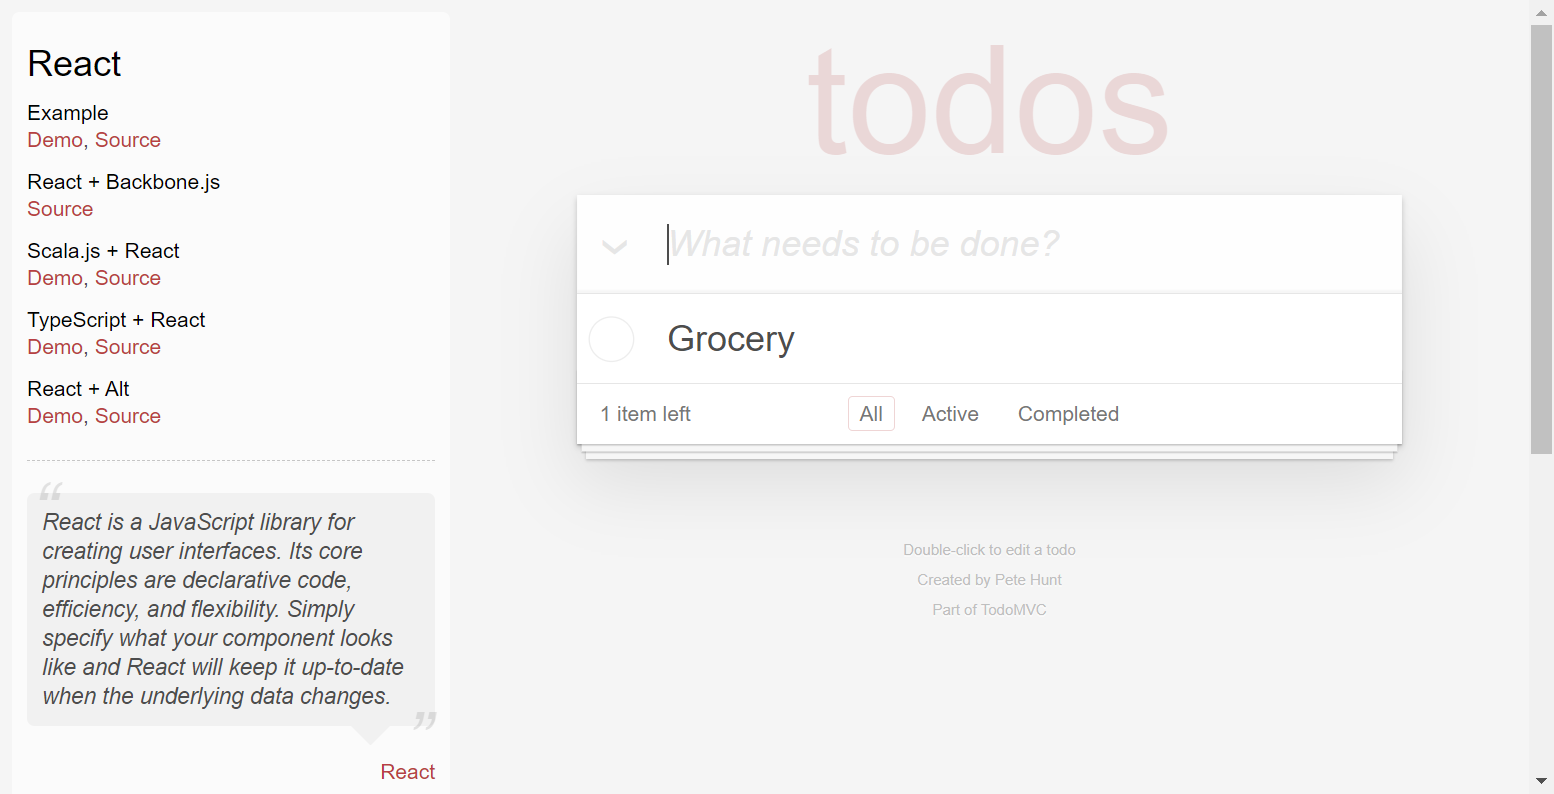 React
Example
Demo, Source
React + Backbone.js
Source
Scala.js + React
Demo, Source
TypeScript + React
Demo, Source
React + Alt
Demo, Source
“
React is a JavaScript library for
creating user interfaces. Its core
principles are declarative code,
efficiency, and flexibility. Simply
specify what your component looks
like and React will keep it up-to-date
when the underlying data changes.
”
React
todos
What needs to be done?
Grocery
1 item left All Active Completed
Double-click to edit a todo
Created by Pete Hunt
Part of TodoMVC